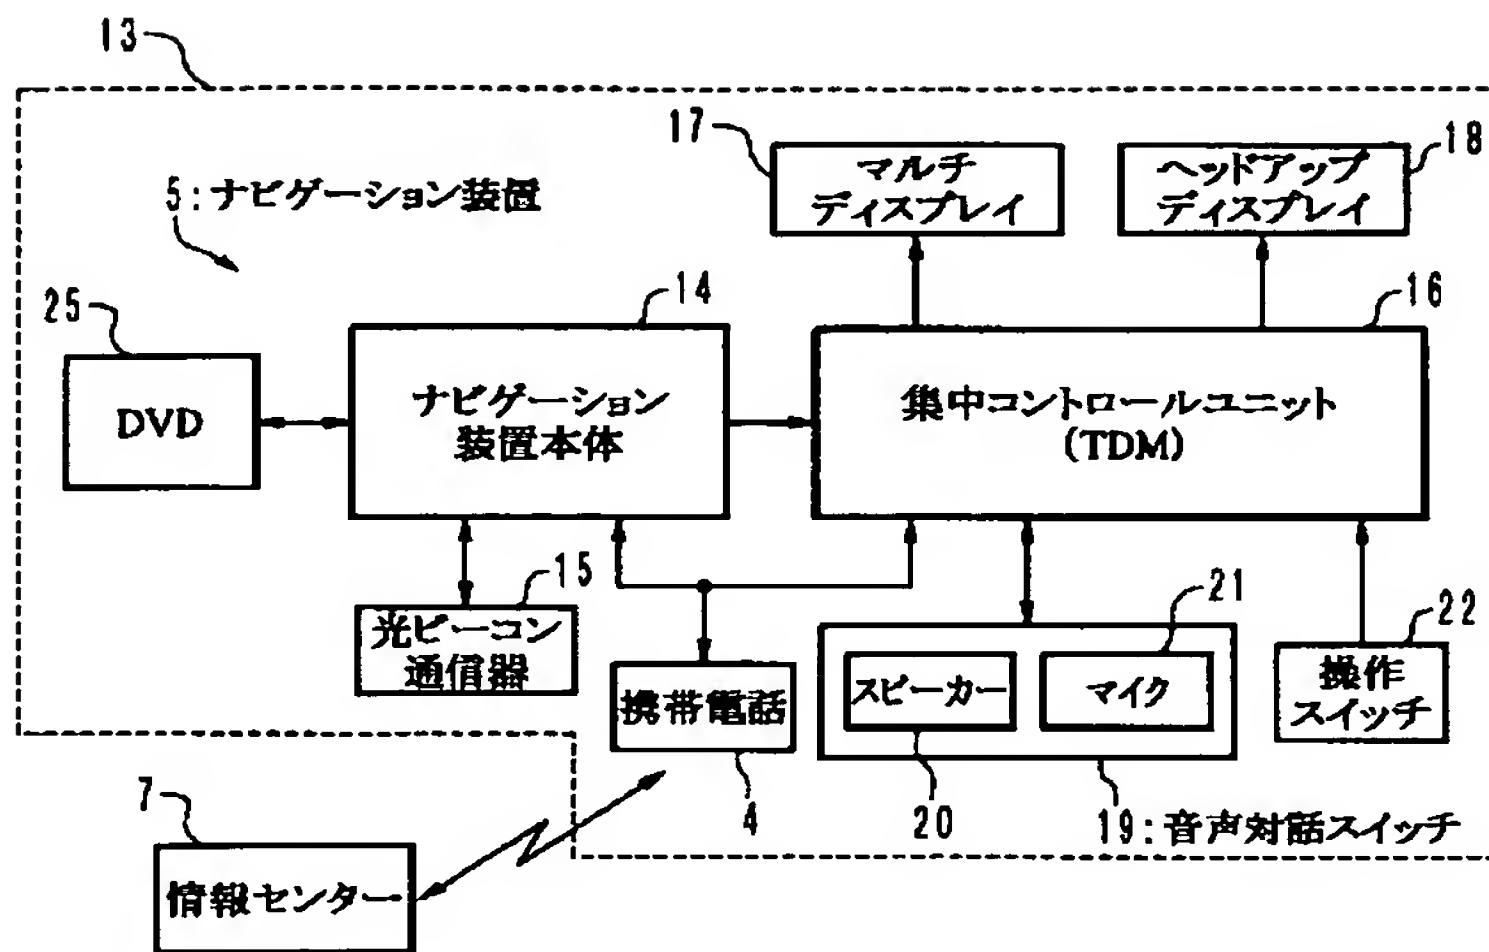 13
17
マルチ
ディスプレイ
ヘッドアップ
ディスプレイ
18
5:ナビゲーション装置
25
DVD
14
ナビゲーション
装置本体
16
集中コントロールユニット
(TDM)
15
光ビーコン
通信器
携帯電話
4
21
スピーカー
マイク
20
19:音声対話スイッチ
22
操作
スイッチ
7
情報センター